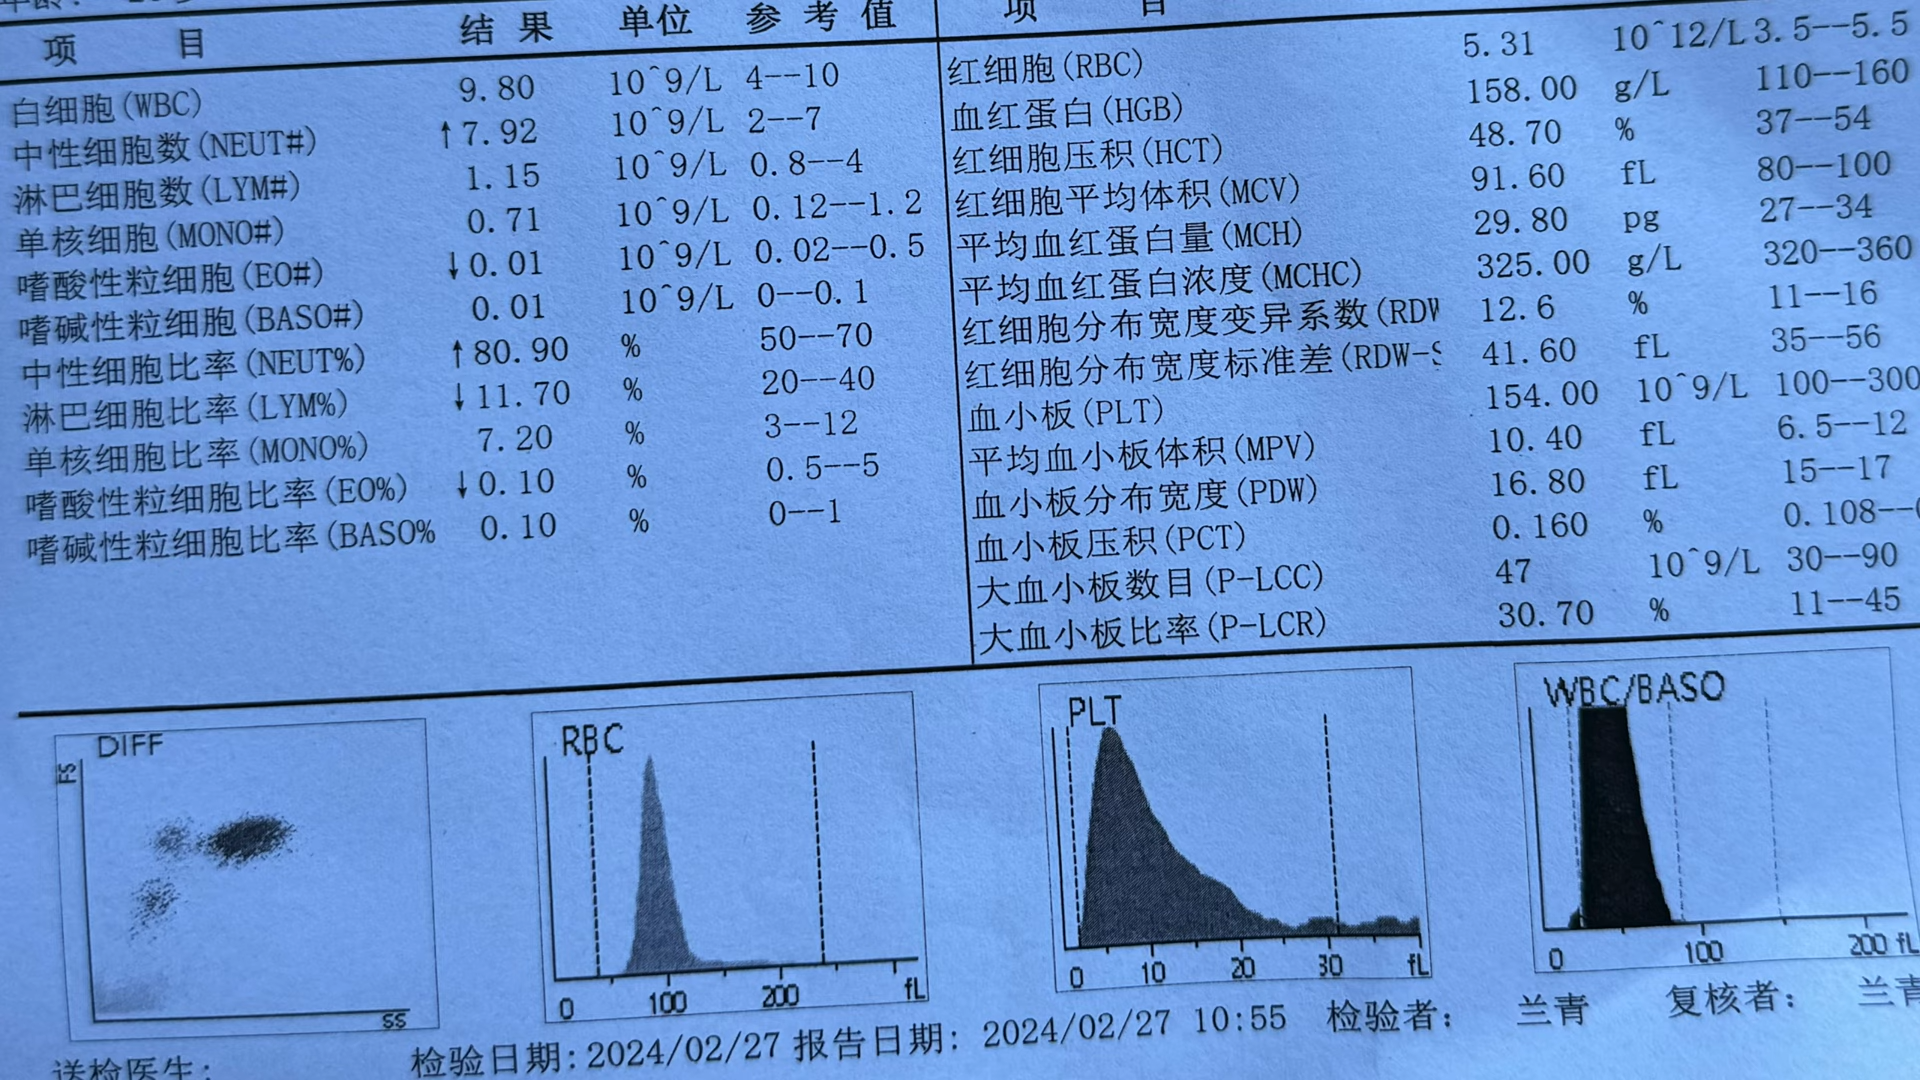 项 目 结果 单位 参考值
白细胞(WBC) 9.80 10^9/L 4--10
中性细胞数(NEUT#) ↑7.92 10^9/L 2--7
淋巴细胞数(LYM#) 1.15 10^9/L 0.8--4
单核细胞(MONO#) 0.71 10^9/L 0.12--1.2
嗜酸性粒细胞(EO#) ↓0.01 10^9/L 0.02--0.5
嗜碱性粒细胞(BASO#) 0.01 10^9/L 0--0.1
中性细胞比率(NEUT%) ↑80.90 % 50--70
淋巴细胞比率(LYM%) ↓11.70 % 20--40
单核细胞比率(MONO%) 7.20 % 3--12
嗜酸性粒细胞比率(EO%) ↓0.10 % 0.5--5
嗜碱性粒细胞比率(BASO% 0.10 % 0--1
项 目
红细胞(RBC) 5.31 10^12/L 3.5--5.5
血红蛋白(HGB) 158.00 g/L 110--160
红细胞压积(HCT) 48.70 % 37--54
红细胞平均体积(MCV) 91.60 fL 80--100
平均血红蛋白量(MCH) 29.80 pg 27--34
平均血红蛋白浓度(MCHC) 325.00 g/L 320--360
红细胞分布宽度变异系数(RDW 12.6 % 11--16
红细胞分布宽度标准差(RDW-S 41.60 fL 35--56
血小板(PLT) 154.00 10^9/L 100--300
平均血小板体积(MPV) 10.40 fL 6.5--12
血小板分布宽度(PDW) 16.80 fL 15--17
血小板压积(PCT) 0.160 % 0.108--
大血小板数目(P-LCC) 47 10^9/L 30--90
大血小板比率(P-LCR) 30.70 % 11--45
DIFF
FS
SS
RBC
0 100 200 fL
PLT
0 10 20 30 fL
WBC/BASO
0 100 200 fL
送检医生: 检验日期:2024/02/27 报告日期: 2024/02/27 10:55 检验者: 兰青 复核者: 兰青